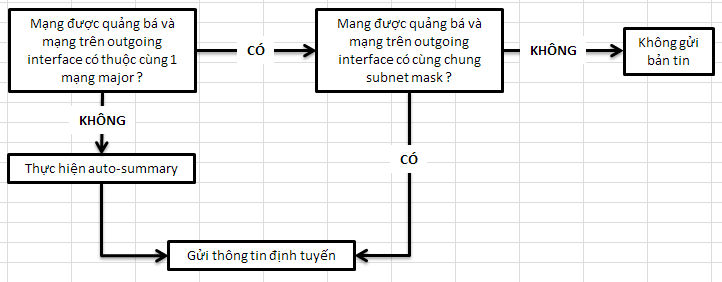 Mạng được quảng bá và
mạng trên outgoing
interface có thuộc cùng 1
mạng major ?
CÓ
Mang được quảng bá và
mạng trên outgoing
interface có cùng chung
subnet mask ?
KHÔNG
Không gửi
bản tin
KHÔNG
CÓ
Thực hiện auto-summary
Gửi thông tin định tuyến